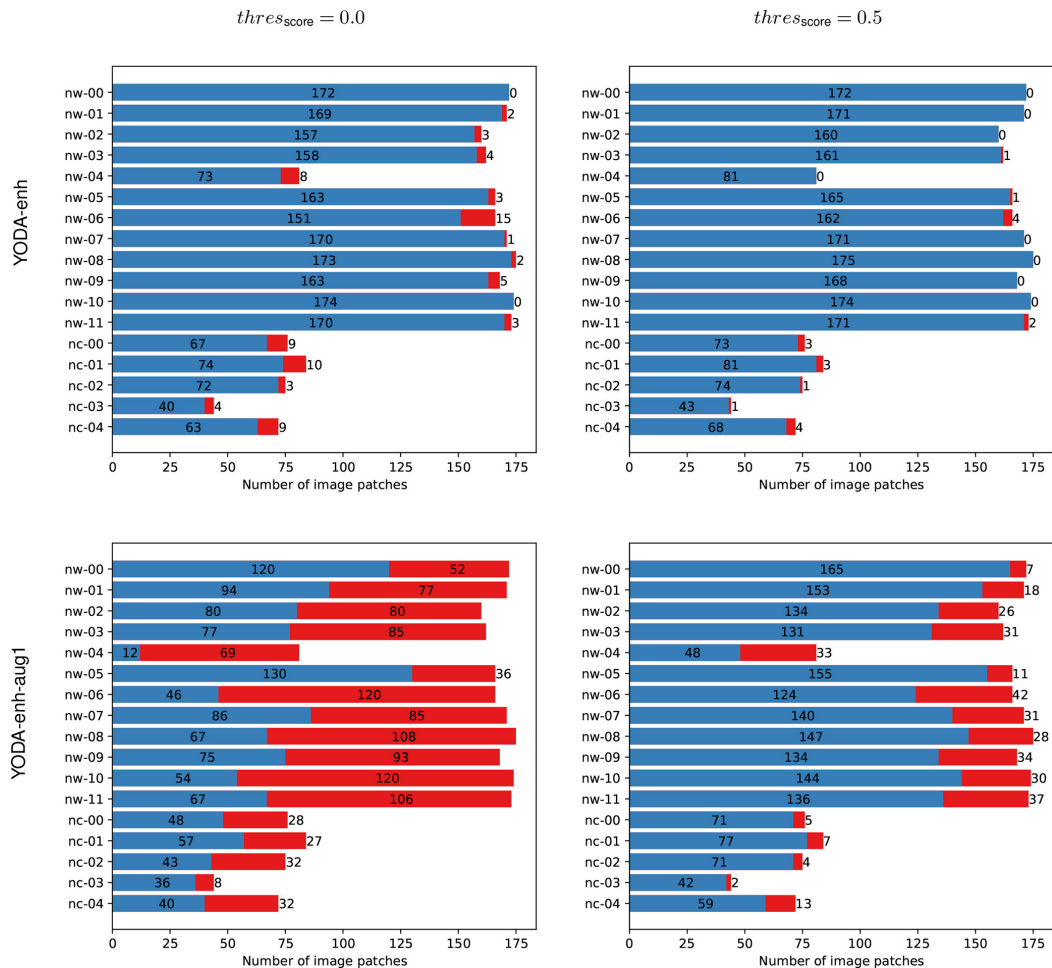 thres_score = 0.0
thres_score = 0.5
YODA-enh
nw-00 172 0
nw-01 169 2
nw-02 157 3
nw-03 158 4
nw-04 73 8
nw-05 163 3
nw-06 151 15
nw-07 170 1
nw-08 173 2
nw-09 163 5
nw-10 174 0
nw-11 170 3
nc-00 67 9
nc-01 74 10
nc-02 72 3
nc-03 40 4
nc-04 63 9
0 25 50 75 100 125 150 175
Number of image patches
nw-00 172 0
nw-01 171 0
nw-02 160 0
nw-03 161 1
nw-04 81 0
nw-05 165 1
nw-06 162 4
nw-07 171 0
nw-08 175 0
nw-09 168 0
nw-10 174 0
nw-11 171 2
nc-00 73 3
nc-01 81 3
nc-02 74 1
nc-03 43 1
nc-04 68 4
0 25 50 75 100 125 150 175
Number of image patches
YODA-enh-aug1
nw-00 120 52
nw-01 94 77
nw-02 80 80
nw-03 77 85
nw-04 12 69
nw-05 130 36
nw-06 46 120
nw-07 86 85
nw-08 67 108
nw-09 75 93
nw-10 54 120
nw-11 67 106
nc-00 48 28
nc-01 57 27
nc-02 43 32
nc-03 36 8
nc-04 40 32
0 25 50 75 100 125 150 175
Number of image patches
nw-00 165 7
nw-01 153 18
nw-02 134 26
nw-03 131 31
nw-04 48 33
nw-05 155 11
nw-06 124 42
nw-07 140 31
nw-08 147 28
nw-09 134 34
nw-10 144 30
nw-11 136 37
nc-00 71 5
nc-01 77 7
nc-02 71 4
nc-03 42 2
nc-04 59 13
0 25 50 75 100 125 150 175
Number of image patches